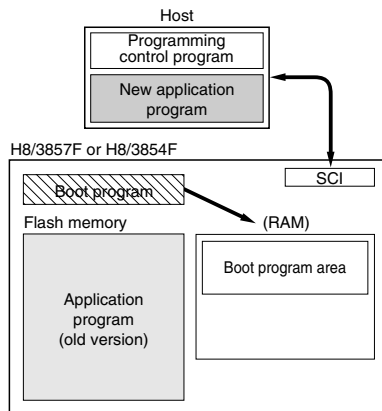 Host
Programming
control program
New application
program
H8/3857F or H8/3854F
SCI
Boot program
Flash memory
(RAM)
Boot program area
Application
program
(old version)